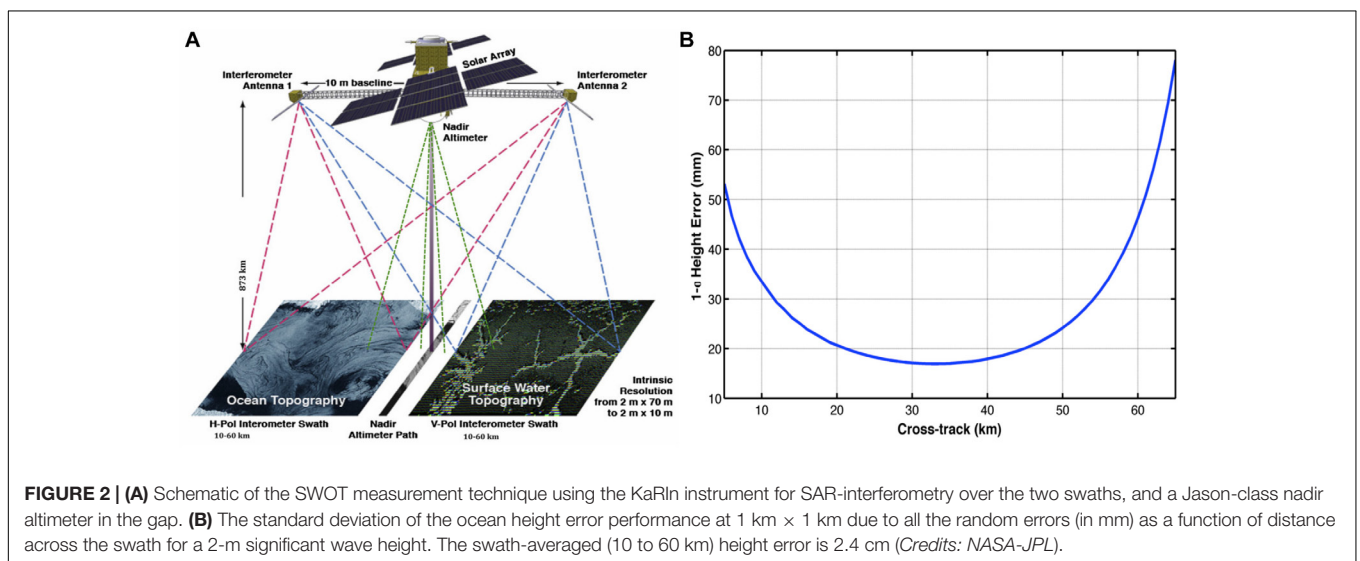 A
Solar Array
Interferometer
Antenna 1
10 m baseline
Interferometer
Antenna 2
Nadir
Altimeter
873 km
Ocean Topography
Surface Water
Topography
Intrinsic
Resolution
from 2 m x 70 m
to 2 m x 10 m
H-Pol Interometer Swath
10-60 km
Nadir
Altimeter Path
V-Pol Inteferometer Swath
10-60 km
B
80
70
60
50
40
30
20
10
1-σ Height Error (mm)
10 20 30 40 50 60
Cross-track (km)
FIGURE 2 | (A) Schematic of the SWOT measurement technique using the KaRIn instrument for SAR-interferometry over the two swaths, and a Jason-class nadir
altimeter in the gap. (B) The standard deviation of the ocean height error performance at 1 km × 1 km due to all the random errors (in mm) as a function of distance
across the swath for a 2-m significant wave height. The swath-averaged (10 to 60 km) height error is 2.4 cm (Credits: NASA-JPL).